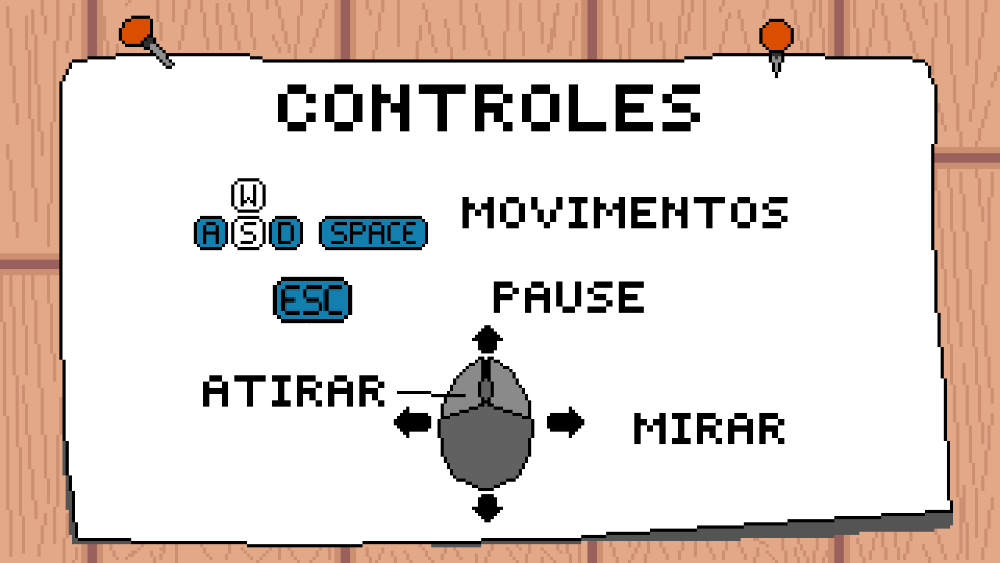 CONTROLES
W
A S D SPACE MOVIMENTOS
ESC PAUSE
ATIRAR
MIRAR